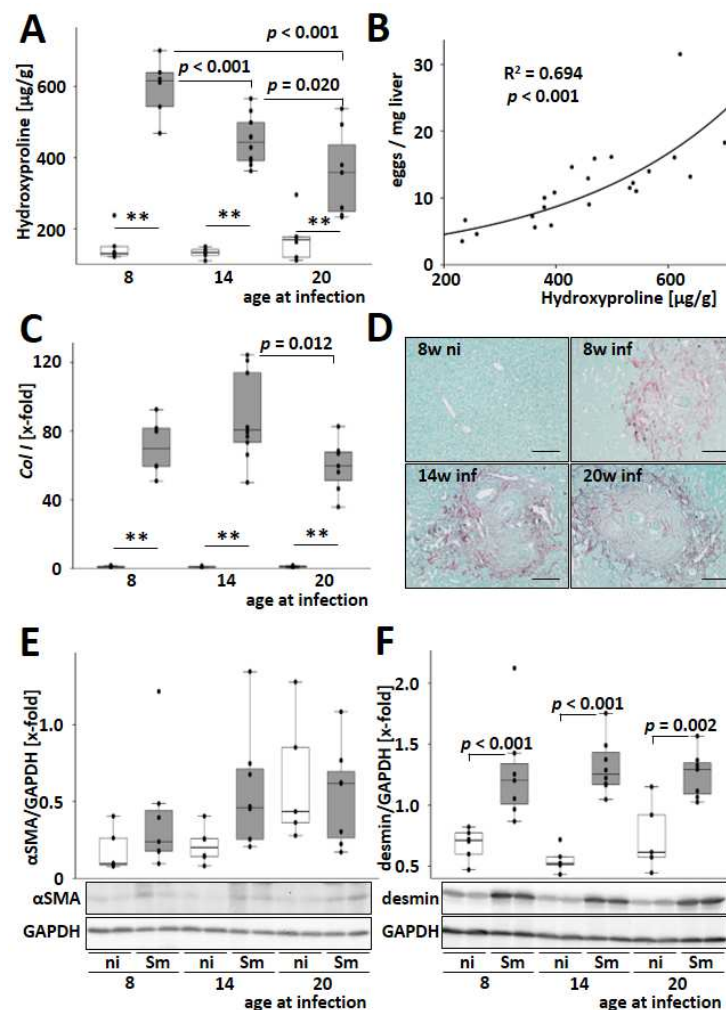 A
Hydroxyproline [µg/g]
600
400
200
p < 0.001
p < 0.001
p = 0.020
**
**
**
8
14
20
age at infection
B
eggs / mg liver
R² = 0.694
p < 0.001
30
20
10
0
200
400
600
Hydroxyproline [µg/g]
C
Col I [x-fold]
120
80
60
0
p = 0.012
**
**
**
8
14
20
age at infection
D
8w ni
8w inf
14w inf
20w inf
E
αSMA/GAPDH [x-fold]
1.0
0.5
0
αSMA
GAPDH
ni
Sm
ni
Sm
ni
Sm
8
14
20
age at infection
F
desmin/GAPDH [x-fold]
2.0
1.5
1.0
0.5
p < 0.001
p < 0.001
p = 0.002
desmin
GAPDH
ni
Sm
ni
Sm
ni
Sm
8
14
20
age at infection